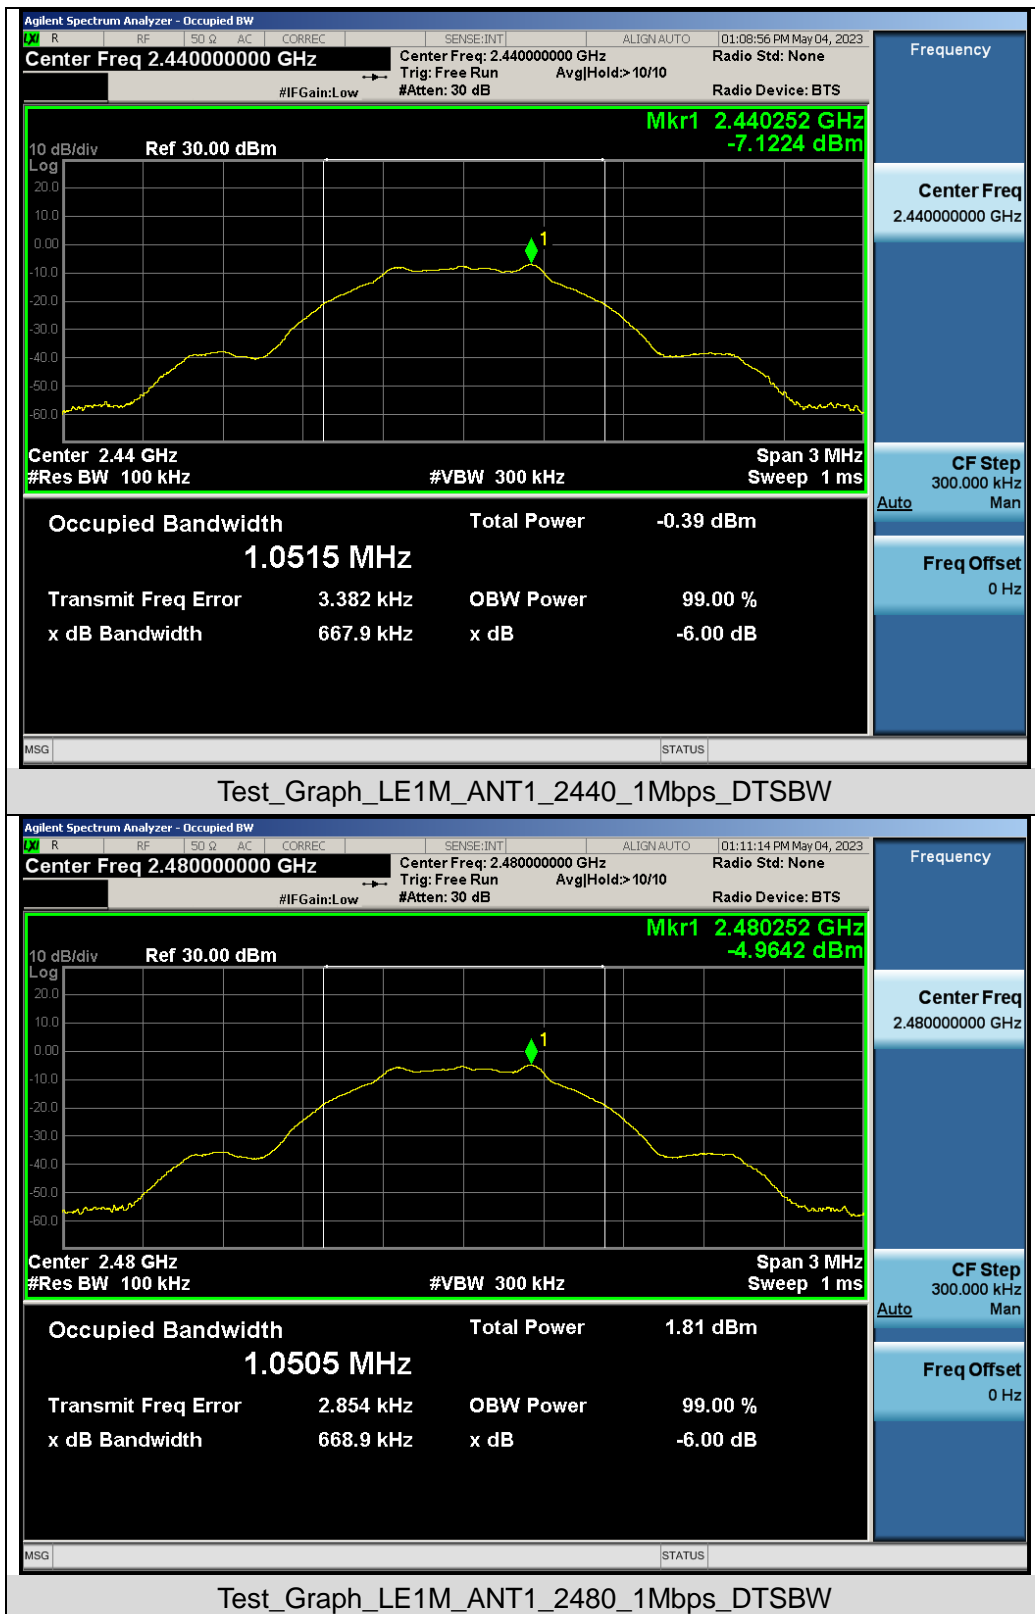 Agilent Spectrum Analyzer - Occupied BW
LXI R RF 50 Ω AC CORREC SENSE:INT ALIGN AUTO 01:08:56 PM May 04, 2023
Center Freq 2.440000000 GHz Center Freq: 2.440000000 GHz Radio Std: None Frequency
Trig: Free Run Avg|Hold:> 10/10
#IFGain:Low #Atten: 30 dB Radio Device: BTS
Mkr1 2.440252 GHz
10 dB/div Ref 30.00 dBm -7.1224 dBm
Log
20.0
10.0
0.00
-10.0
-20.0
-30.0
-40.0
-50.0
-60.0
1
Center Freq
2.440000000 GHz
Center 2.44 GHz Span 3 MHz
#Res BW 100 kHz #VBW 300 kHz Sweep 1 ms
CF Step
300.000 kHz
Auto Man
Occupied Bandwidth Total Power -0.39 dBm
1.0515 MHz
Freq Offset
0 Hz
Transmit Freq Error 3.382 kHz OBW Power 99.00 %
x dB Bandwidth 667.9 kHz x dB -6.00 dB
MSG STATUS
Test_Graph_LE1M_ANT1_2440_1Mbps_DTSBW
Agilent Spectrum Analyzer - Occupied BW
LXI R RF 50 Ω AC CORREC SENSE:INT ALIGN AUTO 01:11:14 PM May 04, 2023
Center Freq 2.480000000 GHz Center Freq: 2.480000000 GHz Radio Std: None Frequency
Trig: Free Run Avg|Hold:> 10/10
#IFGain:Low #Atten: 30 dB Radio Device: BTS
Mkr1 2.480252 GHz
10 dB/div Ref 30.00 dBm -4.9642 dBm
Log
20.0
10.0
0.00
-10.0
-20.0
-30.0
-40.0
-50.0
-60.0
1
Center Freq
2.480000000 GHz
Center 2.48 GHz Span 3 MHz
#Res BW 100 kHz #VBW 300 kHz Sweep 1 ms
CF Step
300.000 kHz
Auto Man
Occupied Bandwidth Total Power 1.81 dBm
1.0505 MHz
Freq Offset
0 Hz
Transmit Freq Error 2.854 kHz OBW Power 99.00 %
x dB Bandwidth 668.9 kHz x dB -6.00 dB
MSG STATUS
Test_Graph_LE1M_ANT1_2480_1Mbps_DTSBW